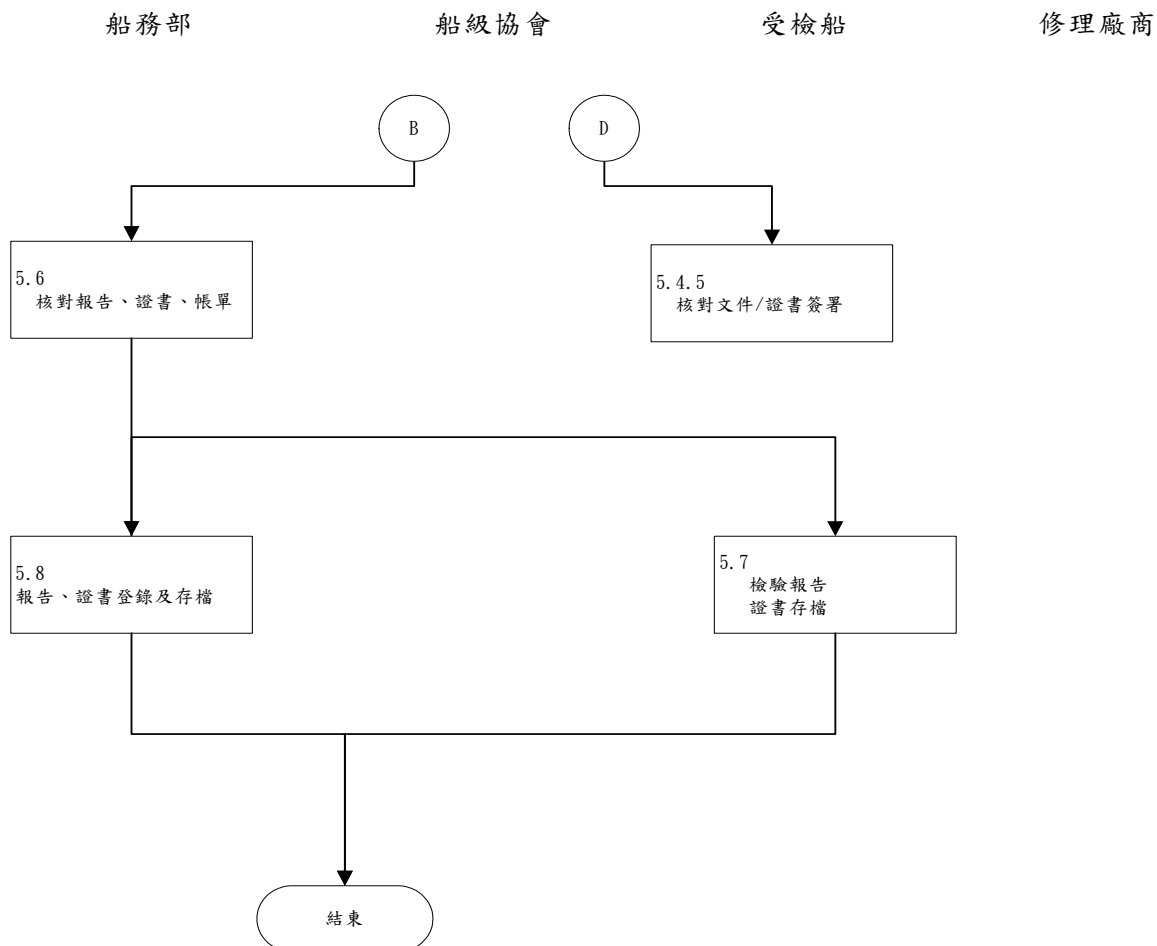 船務部
船級協會
受檢船
修理廠商
B
D
5.6
核對報告、證書、帳單
5.4.5
核對文件/證書簽署
5.8
報告、證書登錄及存檔
5.7
檢驗報告
證書存檔
結束